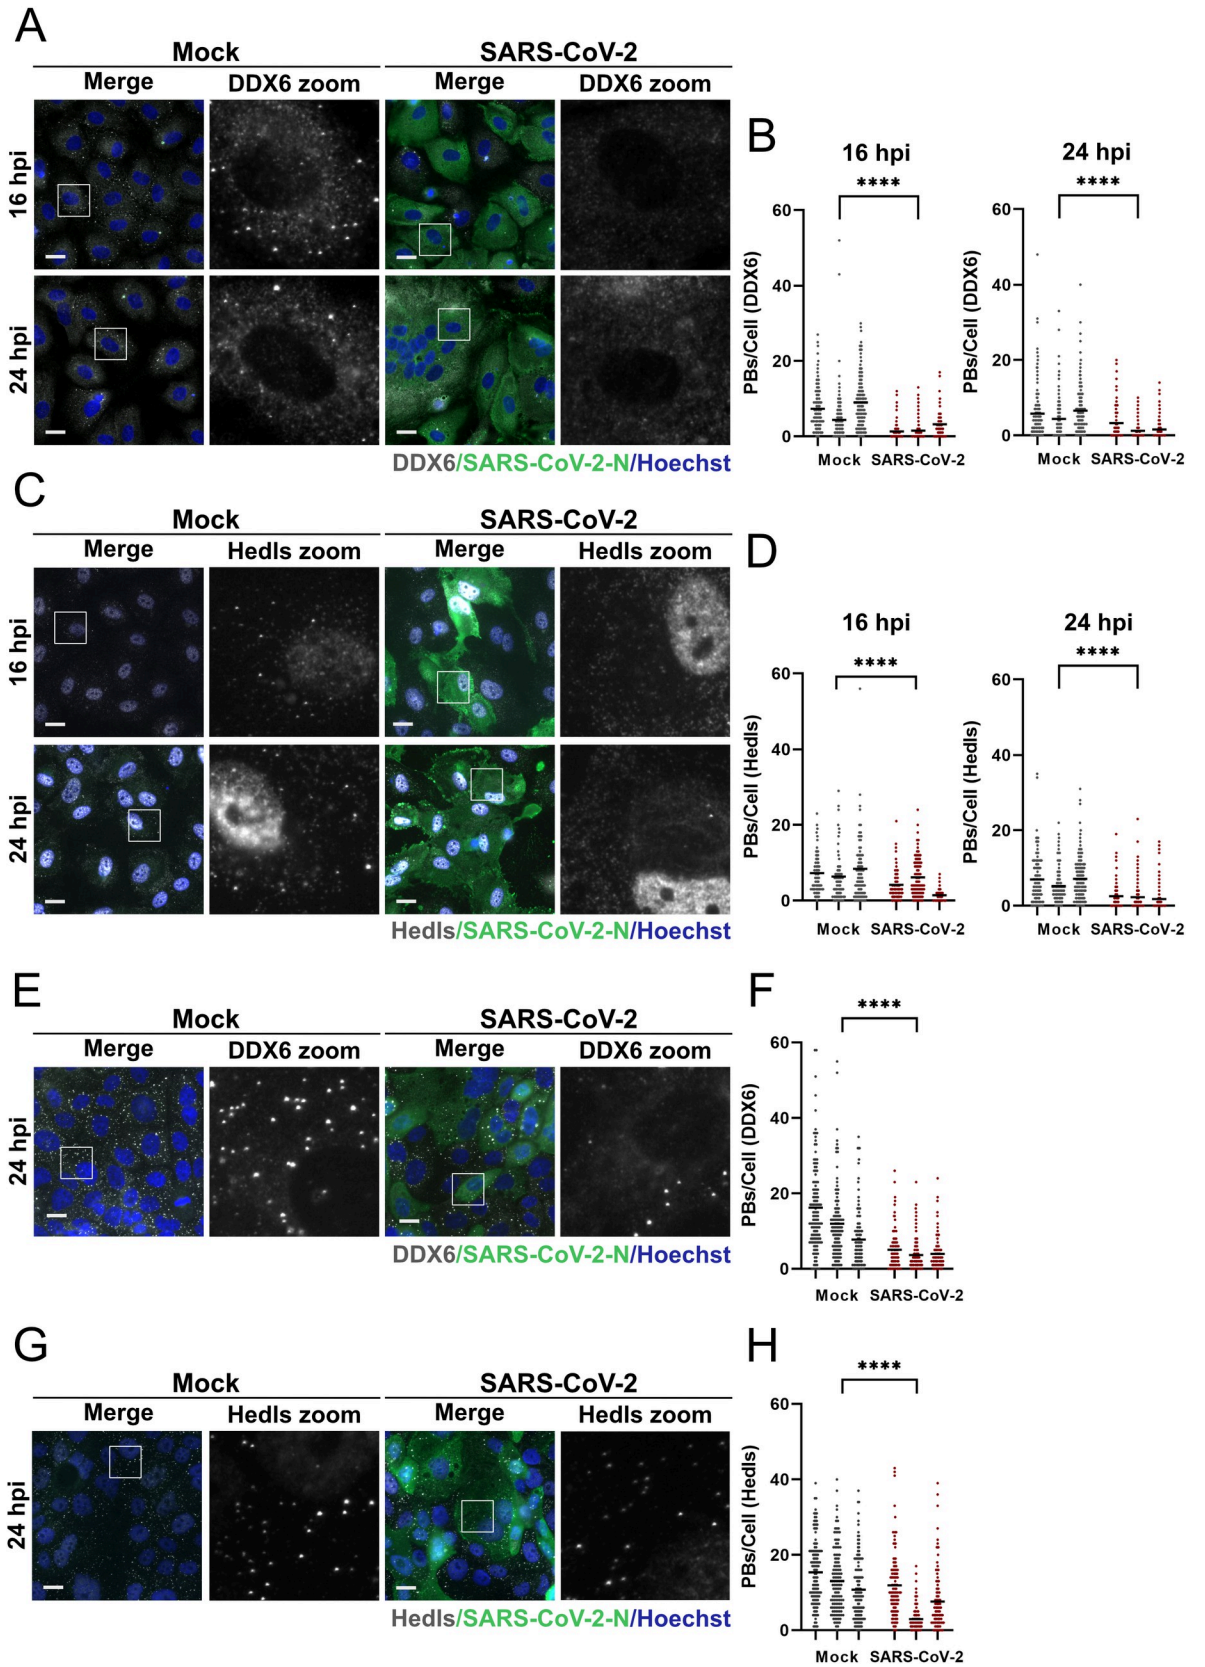 A
Mock SARS-CoV-2
Merge DDX6 zoom Merge DDX6 zoom
16 hpi
24 hpi
DDX6/SARS-CoV-2-N/Hoechst
B
16 hpi 24 hpi
**** ****
PBs/Cell (DDX6) PBs/Cell (DDX6)
60 60
40 40
20 20
0 0
Mock SARS-CoV-2 Mock SARS-CoV-2
C
Mock SARS-CoV-2
Merge Hedls zoom Merge Hedls zoom
16 hpi
24 hpi
Hedls/SARS-CoV-2-N/Hoechst
D
16 hpi 24 hpi
**** ****
PBs/Cell (Hedls) PBs/Cell (Hedls)
60 60
40 40
20 20
0 0
Mock SARS-CoV-2 Mock SARS-CoV-2
E
Mock SARS-CoV-2
Merge DDX6 zoom Merge DDX6 zoom
24 hpi
DDX6/SARS-CoV-2-N/Hoechst
F
****
PBs/Cell (DDX6)
60
40
20
0
Mock SARS-CoV-2
G
Mock SARS-CoV-2
Merge Hedls zoom Merge Hedls zoom
24 hpi
Hedls/SARS-CoV-2-N/Hoechst
H
****
PBs/Cell (Hedls)
60
40
20
0
Mock SARS-CoV-2